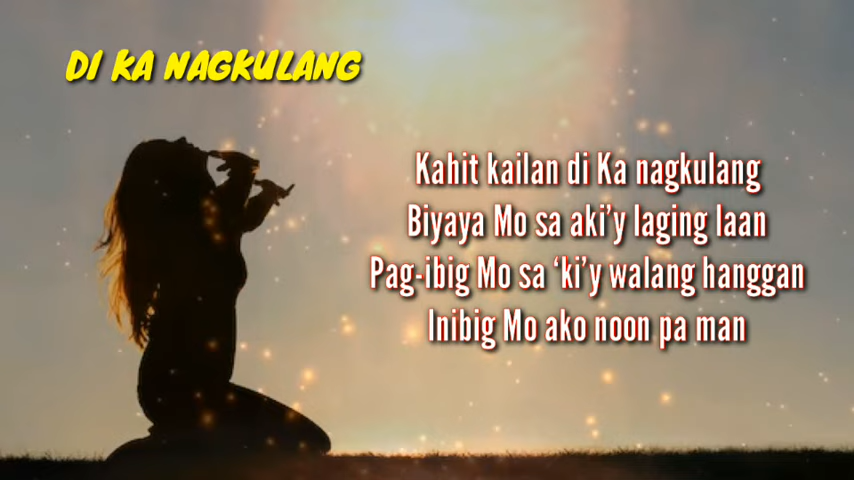 DI KA NAGKULANG
Kahit kailan di Ka nagkulang
Biyaya Mo sa aki’y laging laan
Pag-ibig Mo sa ‘ki’y walang hanggan
Inibig Mo ako noon pa man